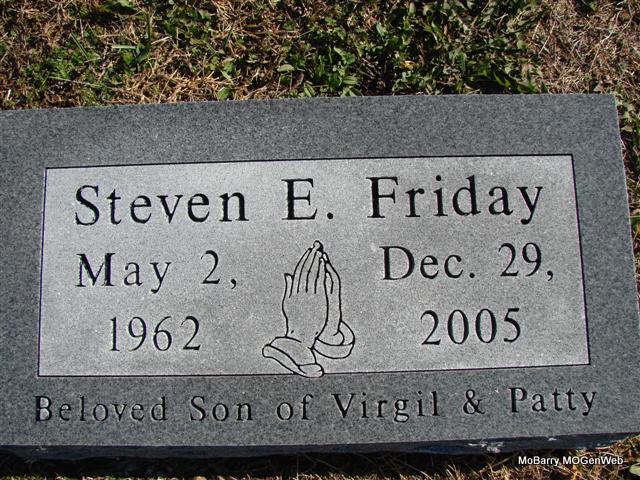 Steven E. Friday
May 2, Dec. 29,
1962 2005
Beloved Son of Virgil & Patty
MoBarry MOGenWeb